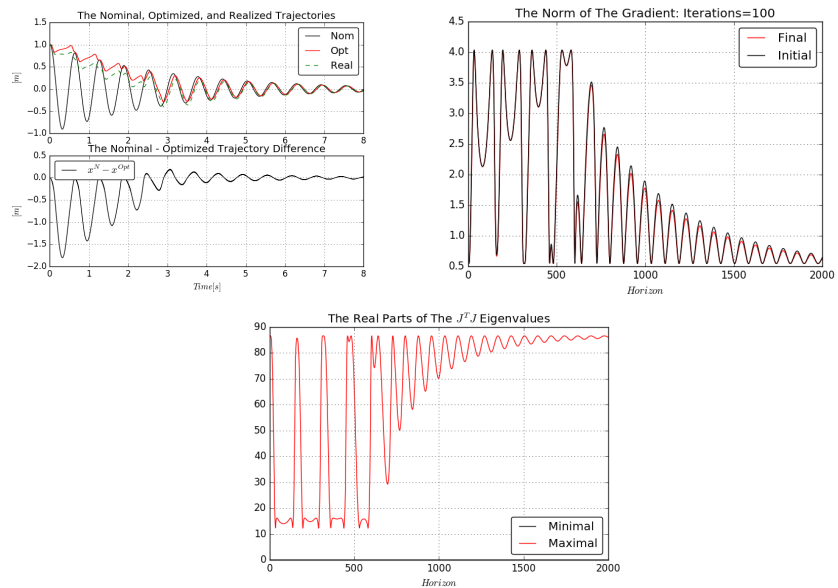 The Nominal, Optimized, and Realized Trajectories
1.5
1.0
0.5
0.0
−0.5
−1.0
[m]
Nom
Opt
Real
0 1 2 3 4 5 6 7 8
The Nominal - Optimized Trajectory Difference
0.5
0.0
−0.5
−1.0
−1.5
−2.0
[m]
x^N − x^Opt
0 1 2 3 4 5 6 7 8
Time[s]
The Norm of The Gradient: Iterations=100
4.5
4.0
3.5
3.0
2.5
2.0
1.5
1.0
0.5
Final
Initial
0 500 1000 1500 2000
Horizon
The Real Parts of The J^T J Eigenvalues
90
80
70
60
50
40
30
20
10
0
Minimal
Maximal
0 500 1000 1500 2000
Horizon